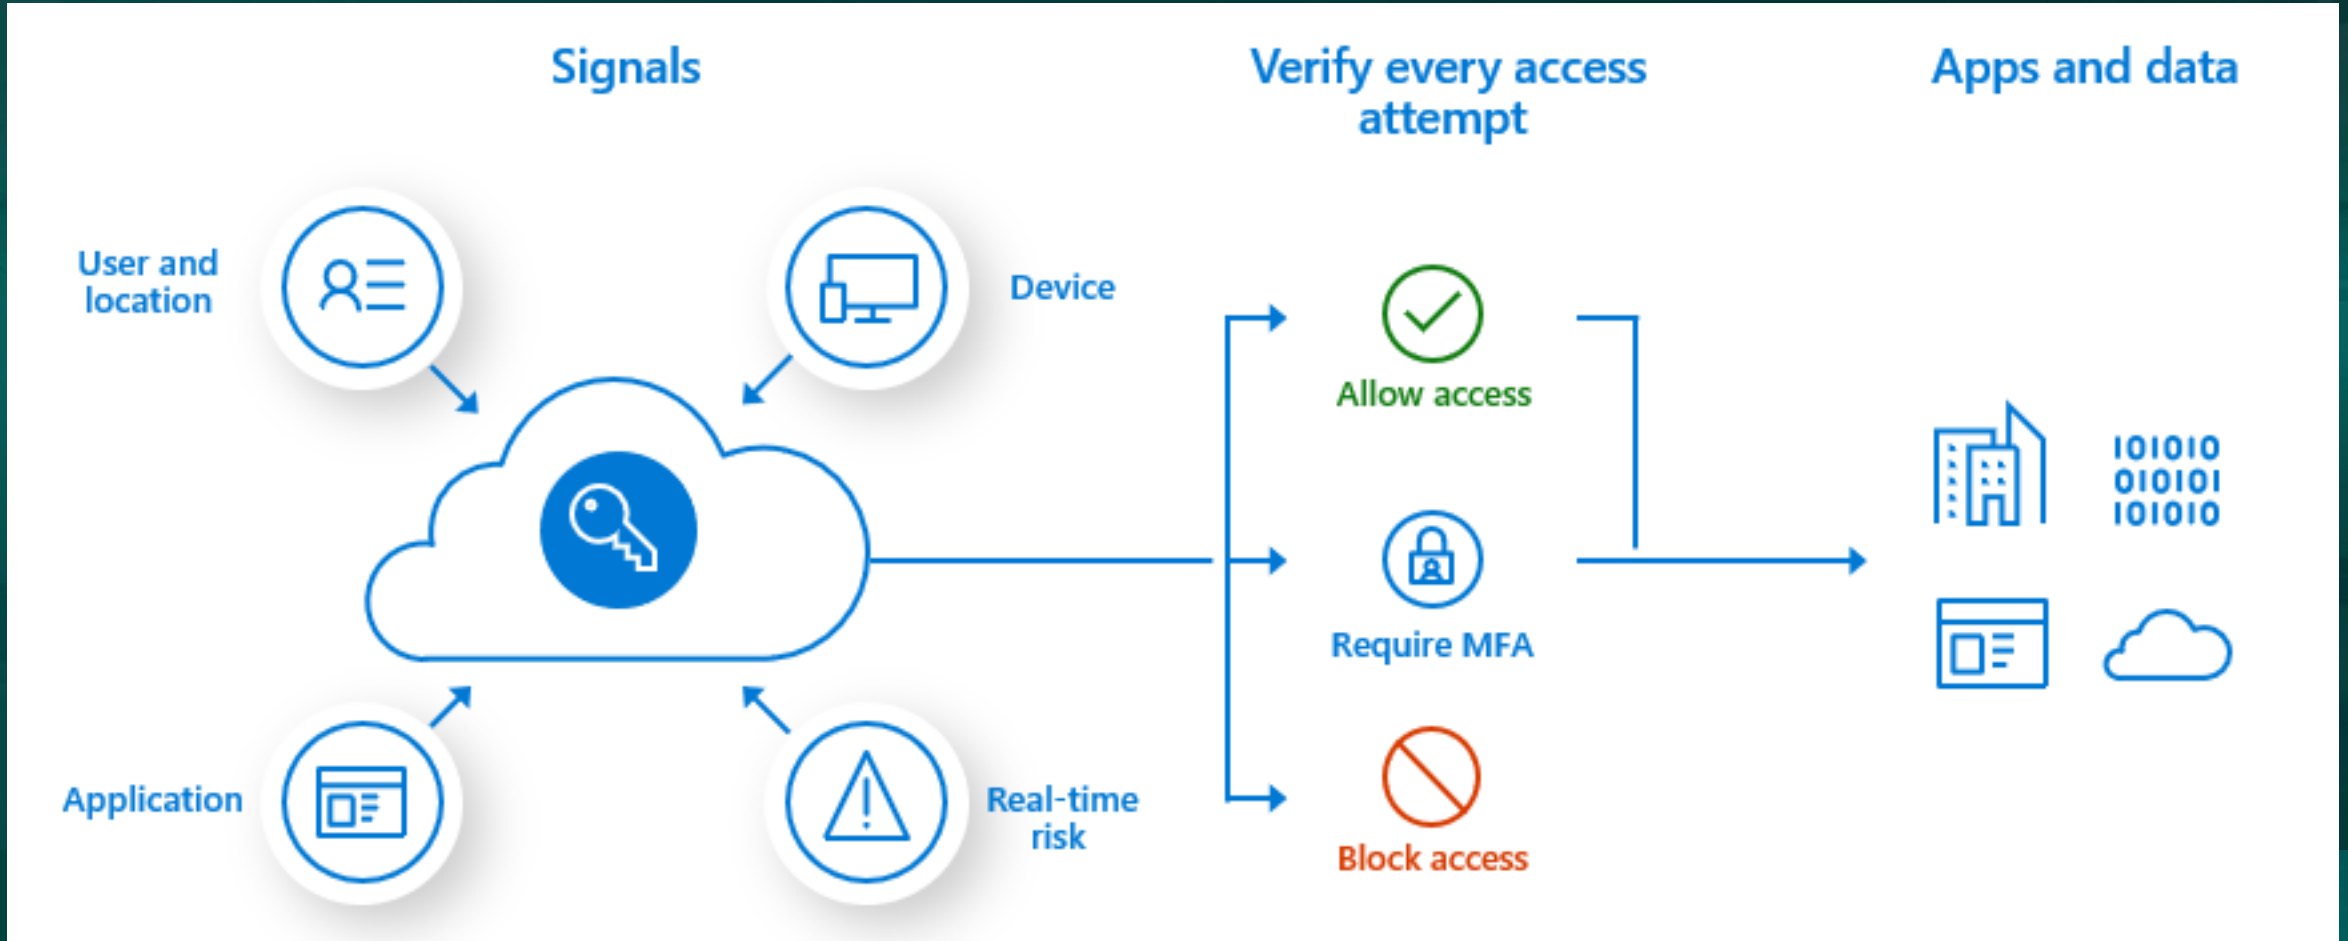 Signals
Verify every access
attempt
Apps and data
User and
location
Device
Application
Real-time
risk
Allow access
Require MFA
Block access
101010
010101
101010